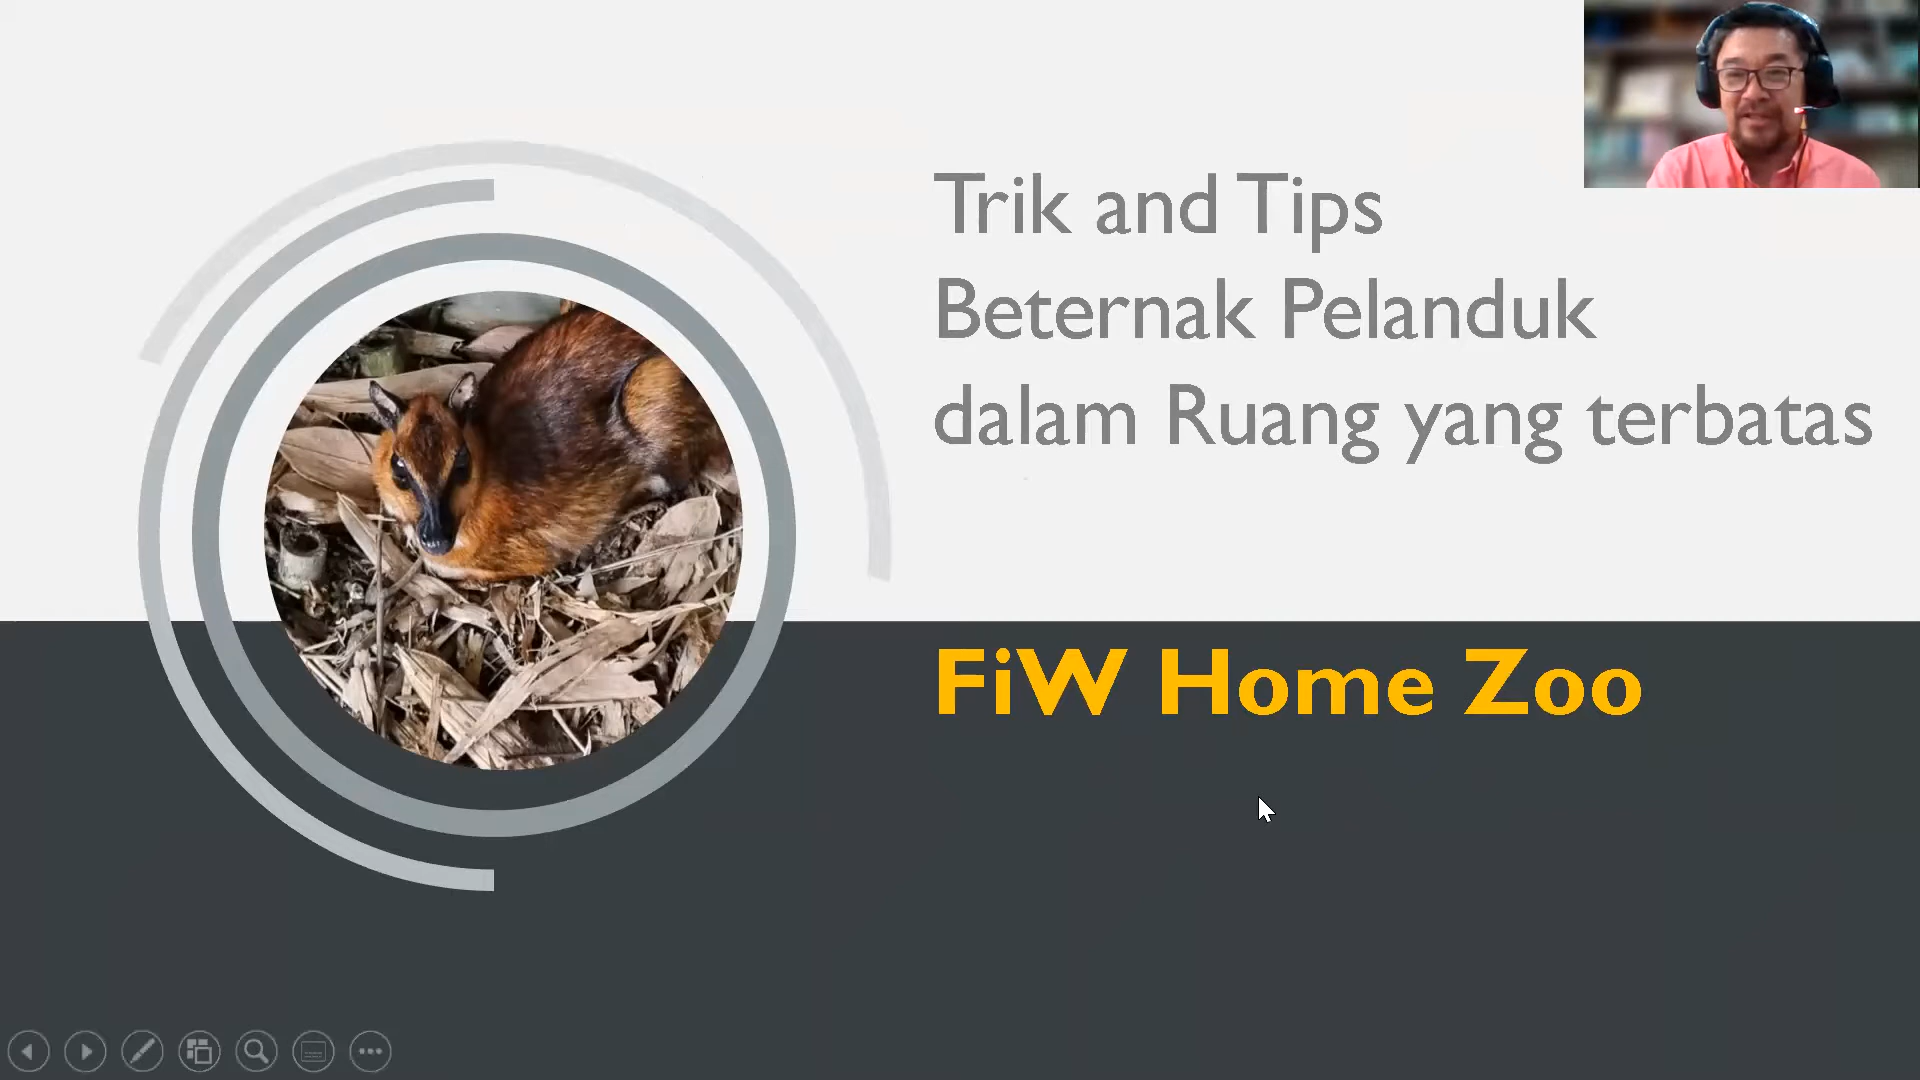 Trik and Tips
Beternak Pelanduk
dalam Ruang yang terbatas
FiW Home Zoo